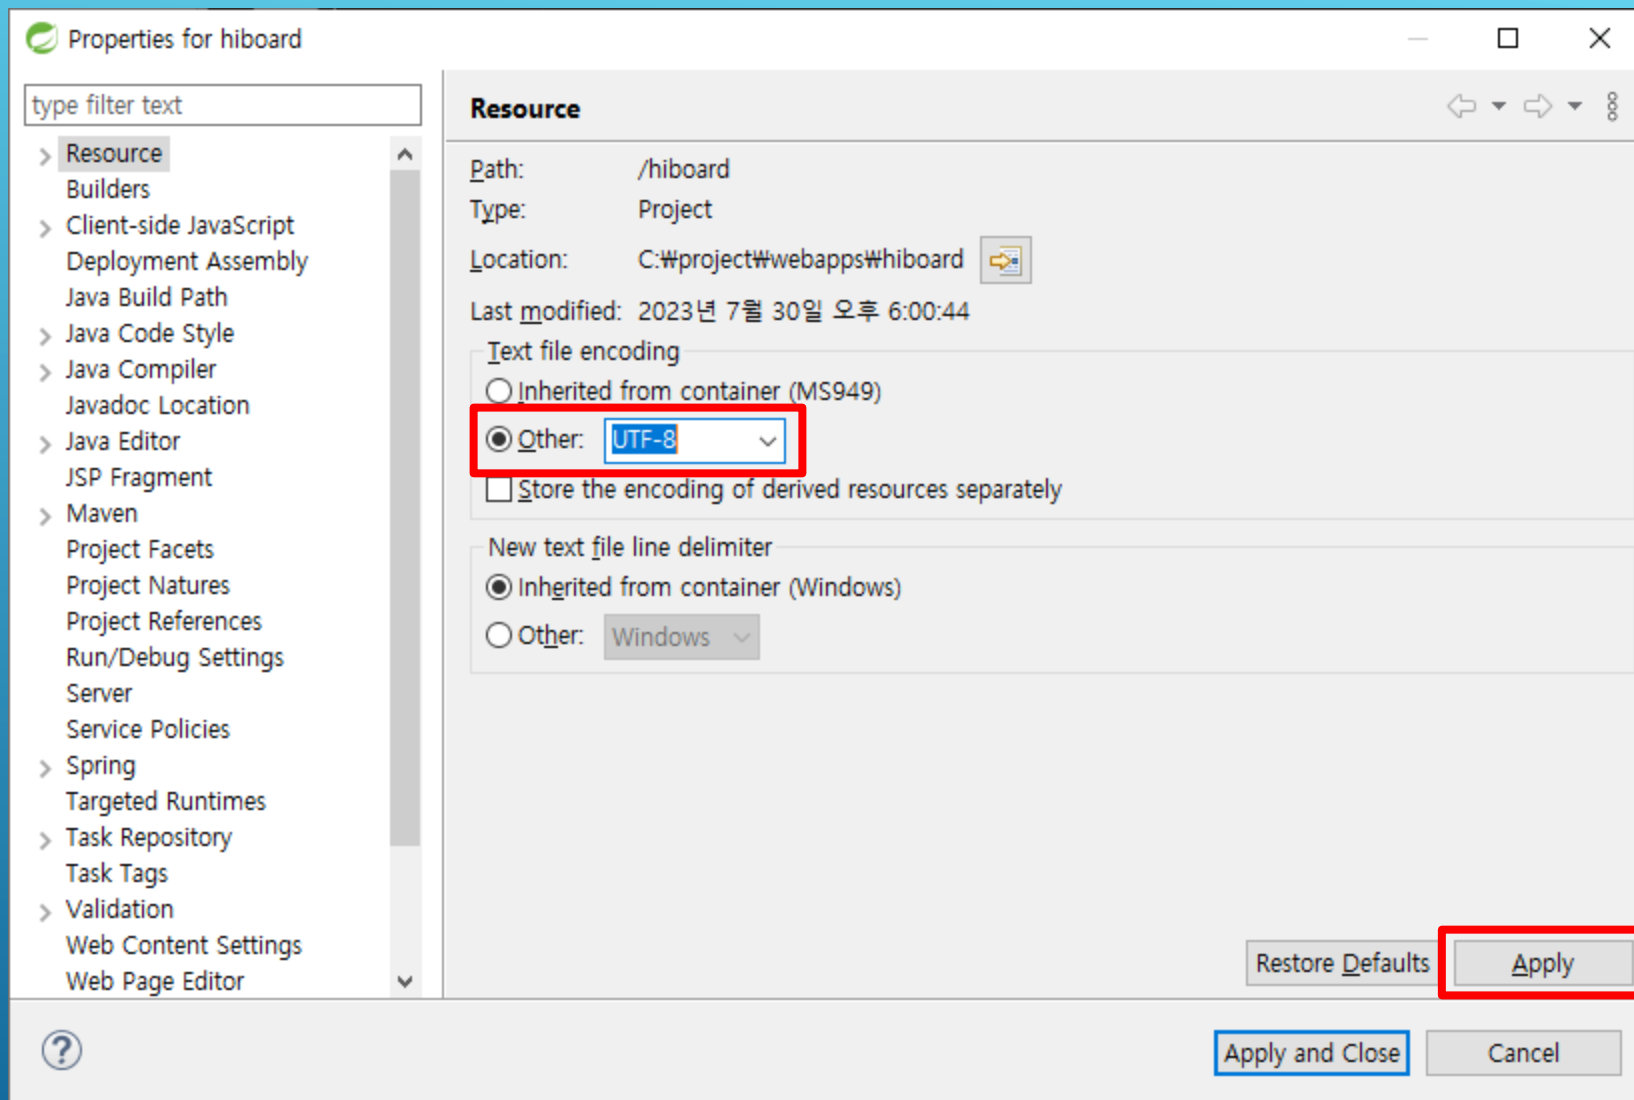 Properties for hiboard
type filter text
Resource
Builders
Client-side JavaScript
Deployment Assembly
Java Build Path
Java Code Style
Java Compiler
Javadoc Location
Java Editor
JSP Fragment
Maven
Project Facets
Project Natures
Project References
Run/Debug Settings
Server
Service Policies
Spring
Targeted Runtimes
Task Repository
Task Tags
Validation
Web Content Settings
Web Page Editor
Resource
Path: /hiboard
Type: Project
Location: C:₩project₩webapps₩hiboard
Last modified: 2023년 7월 30일 오후 6:00:44
Text file encoding
Inherited from container (MS949)
Other: UTF-8
Store the encoding of derived resources separately
New text file line delimiter
Inherited from container (Windows)
Other: Windows
Restore Defaults Apply
? Apply and Close Cancel